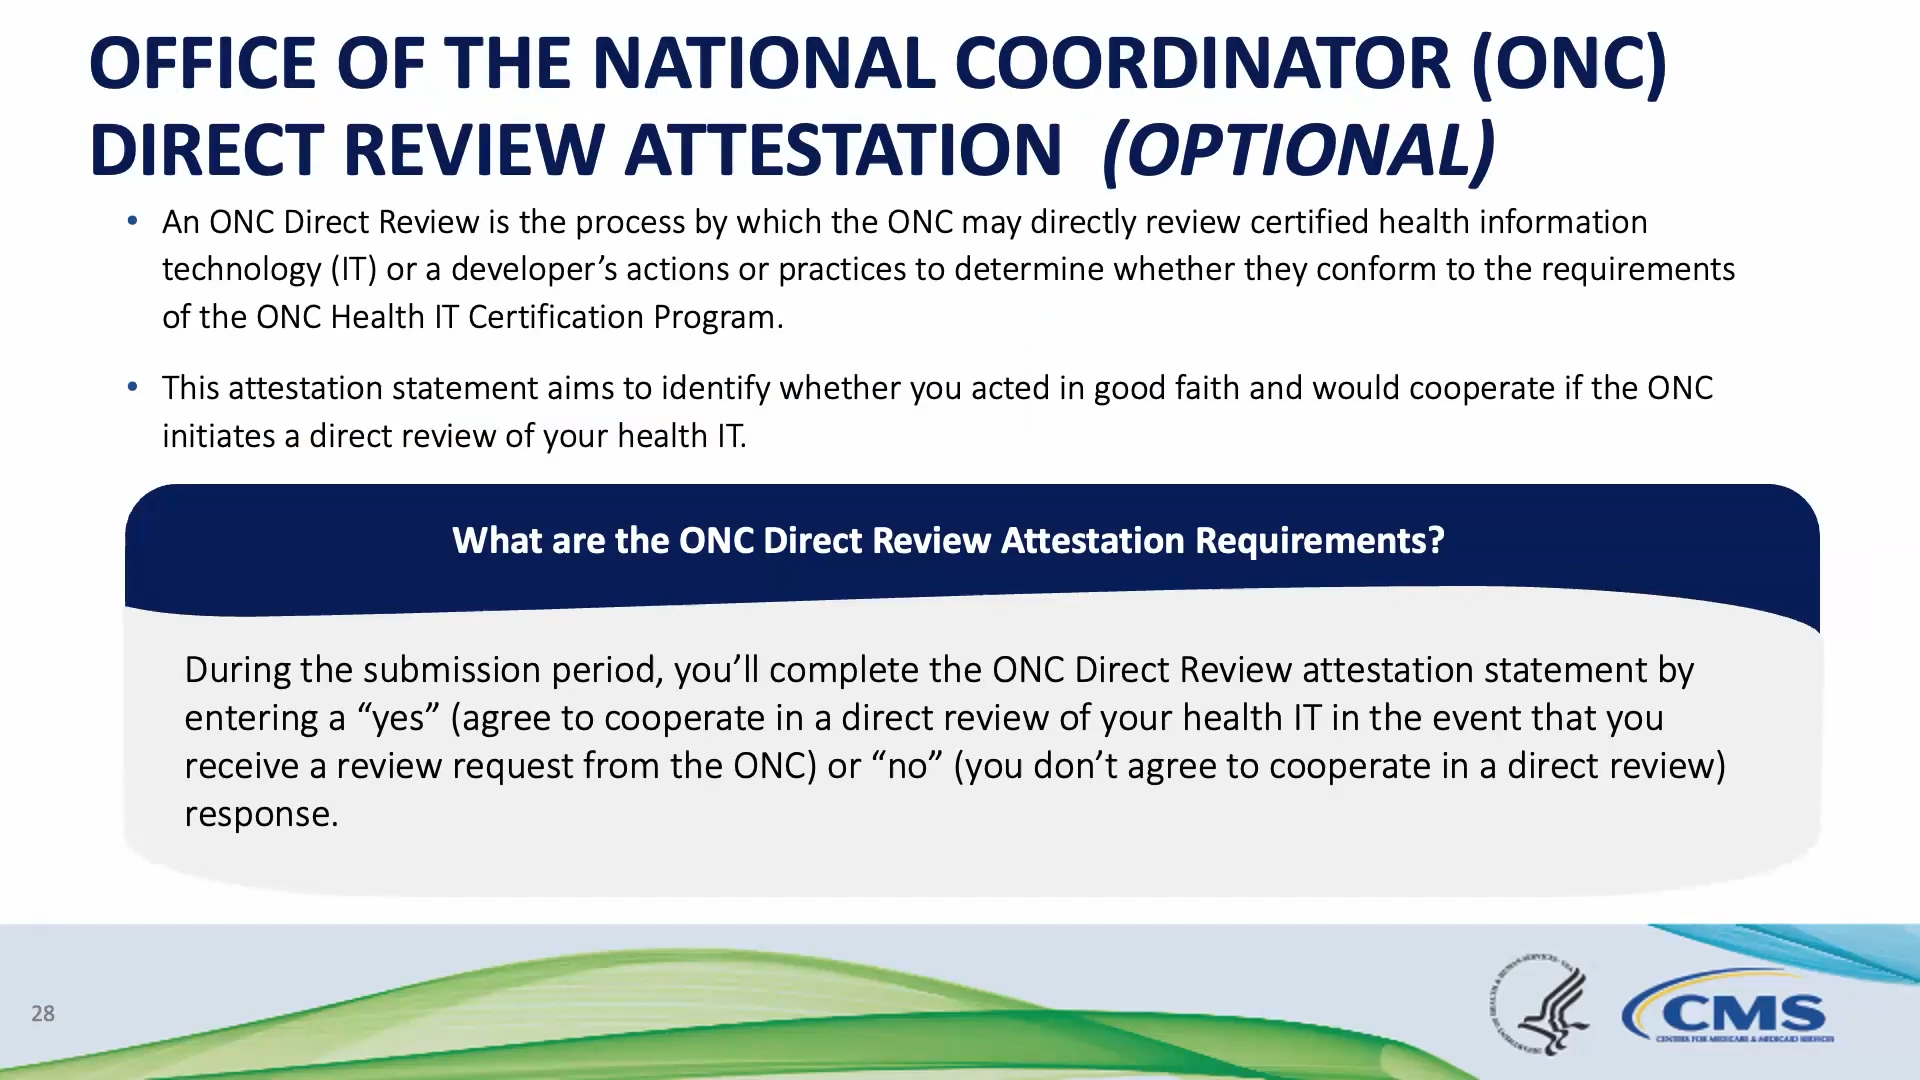 OFFICE OF THE NATIONAL COORDINATOR (ONC)
DIRECT REVIEW ATTESTATION (OPTIONAL)
• An ONC Direct Review is the process by which the ONC may directly review certified health information
technology (IT) or a developer’s actions or practices to determine whether they conform to the requirements
of the ONC Health IT Certification Program.
• This attestation statement aims to identify whether you acted in good faith and would cooperate if the ONC
initiates a direct review of your health IT.
What are the ONC Direct Review Attestation Requirements?
During the submission period, you’ll complete the ONC Direct Review attestation statement by
entering a “yes” (agree to cooperate in a direct review of your health IT in the event that you
receive a review request from the ONC) or “no” (you don’t agree to cooperate in a direct review)
response.
28
CMS
CENTERS FOR MEDICARE & MEDICAID SERVICES